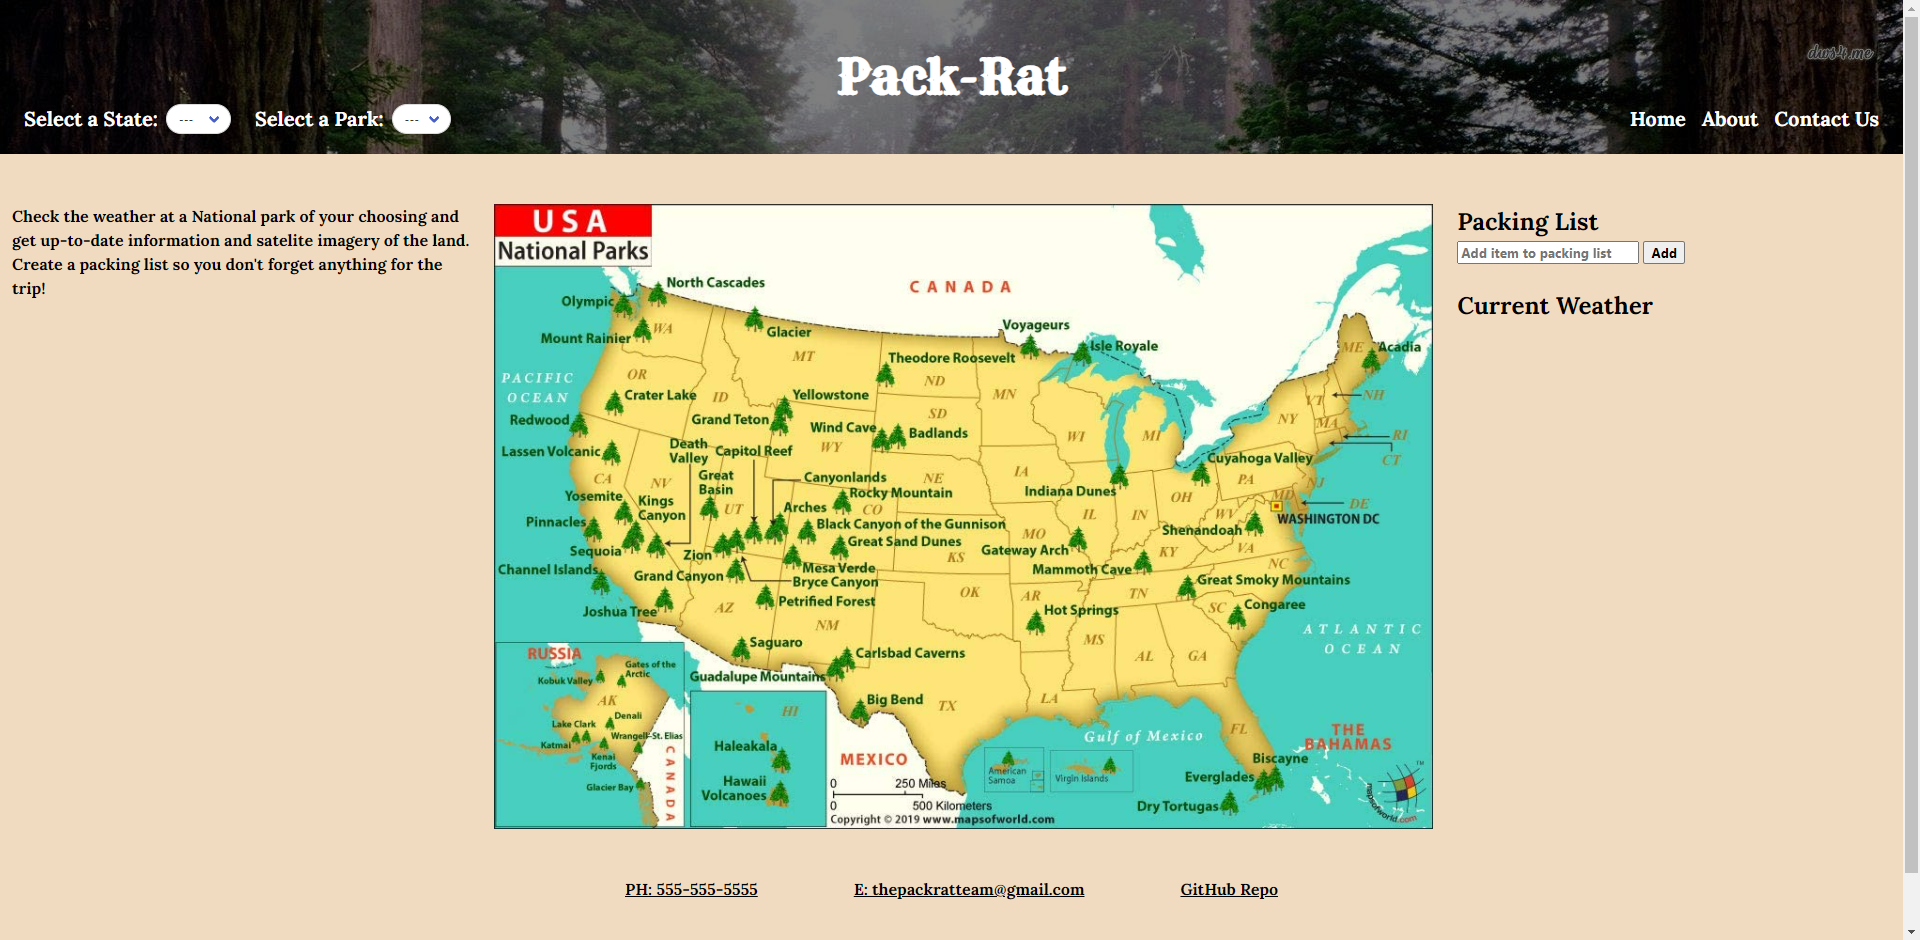 Pack-Rat
dws4.me
Select a State: ---
Select a Park: ---
Home About Contact Us
Check the weather at a National park of your choosing and
get up-to-date information and satelite imagery of the land.
Create a packing list so you don't forget anything for the
trip!
USA
National Parks
CANADA
North Cascades
Olympic
WA
Mount Rainier
Glacier
MT
Voyageurs
Isle Royale
Theodore Roosevelt
ND
MN
ME
Acadia
PACIFIC
OCEAN
OR
Crater Lake
ID
Yellowstone
VT
NH
Redwood
Grand Teton
Wind Cave
SD
Badlands
WY
WI
MI
NY
MA
RI
CT
Lassen Volcanic
Death
Valley
Capitol Reef
Cuyahoga Valley
CA
NV
Great
Basin
Canyonlands
NE
IA
Indiana Dunes
OH
PA
NJ
Yosemite
Kings
Canyon
UT
Arches
Rocky Mountain
CO
MD
DE
Pinnacles
Black Canyon of the Gunnison
IL
IN
WV
WASHINGTON DC
Sequoia
Zion
Great Sand Dunes
KS
MO
Gateway Arch
Shenandoah
KY
VA
Channel Islands
Grand Canyon
Mesa Verde
Bryce Canyon
Mammoth Cave
NC
Great Smoky Mountains
Joshua Tree
AZ
Petrified Forest
OK
AR
TN
Hot Springs
SC
Congaree
NM
MS
AL
GA
ATLANTIC
OCEAN
Saguaro
Carlsbad Caverns
Guadalupe Mountains
Big Bend
TX
LA
FL
RUSSIA
Gates of the
Arctic
Kobuk Valley
AK
Denali
Lake Clark
Wrangell-St. Elias
Katmai
Kenai
Fjords
Glacier Bay
CANADA
HI
Haleakala
Hawaii
Volcanoes
MEXICO
0 250 Miles
0 500 Kilometers
Copyright © 2019 www.mapsofworld.com
Gulf of Mexico
American
Samoa
Virgin Islands
THE
BAHAMAS
Biscayne
Everglades
Dry Tortugas
mapsofworld.com
TM
Packing List
Add item to packing list Add
Current Weather
PH: 555-555-5555
E: thepackratteam@gmail.com
GitHub Repo